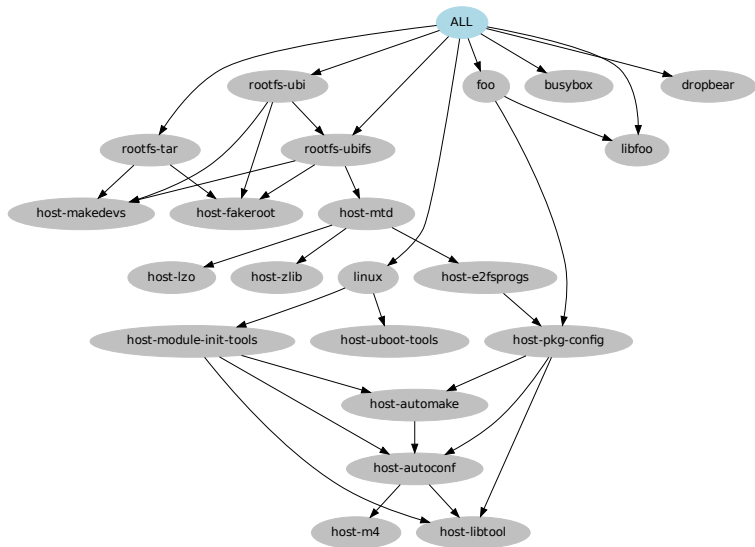 ALL
rootfs-ubi
foo
busybox
dropbear
rootfs-tar
rootfs-ubifs
libfoo
host-makedevs
host-fakeroot
host-mtd
host-lzo
host-zlib
linux
host-e2fsprogs
host-module-init-tools
host-uboot-tools
host-pkg-config
host-automake
host-autoconf
host-m4
host-libtool